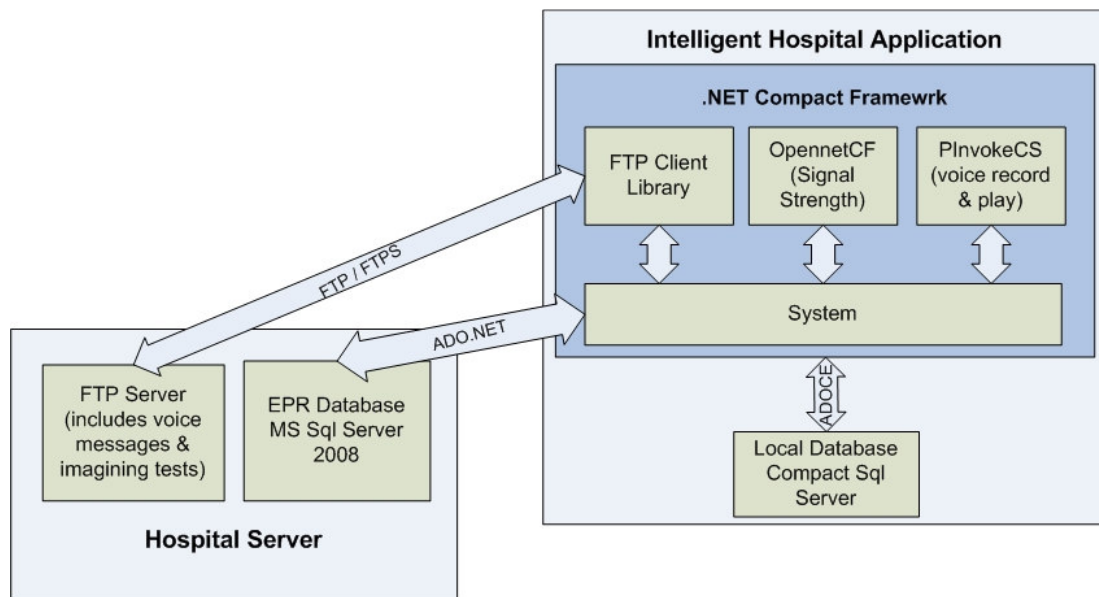 Intelligent Hospital Application
.NET Compact Framewrk
FTP Client
Library
OpennetCF
(Signal
Strength)
PInvokeCS
(voice record
& play)
System
FTP / FTPS
ADO.NET
ADOCE
Local Database
Compact Sql
Server
FTP Server
(includes voice
messages &
imagining tests)
EPR Database
MS Sql Server
2008
Hospital Server